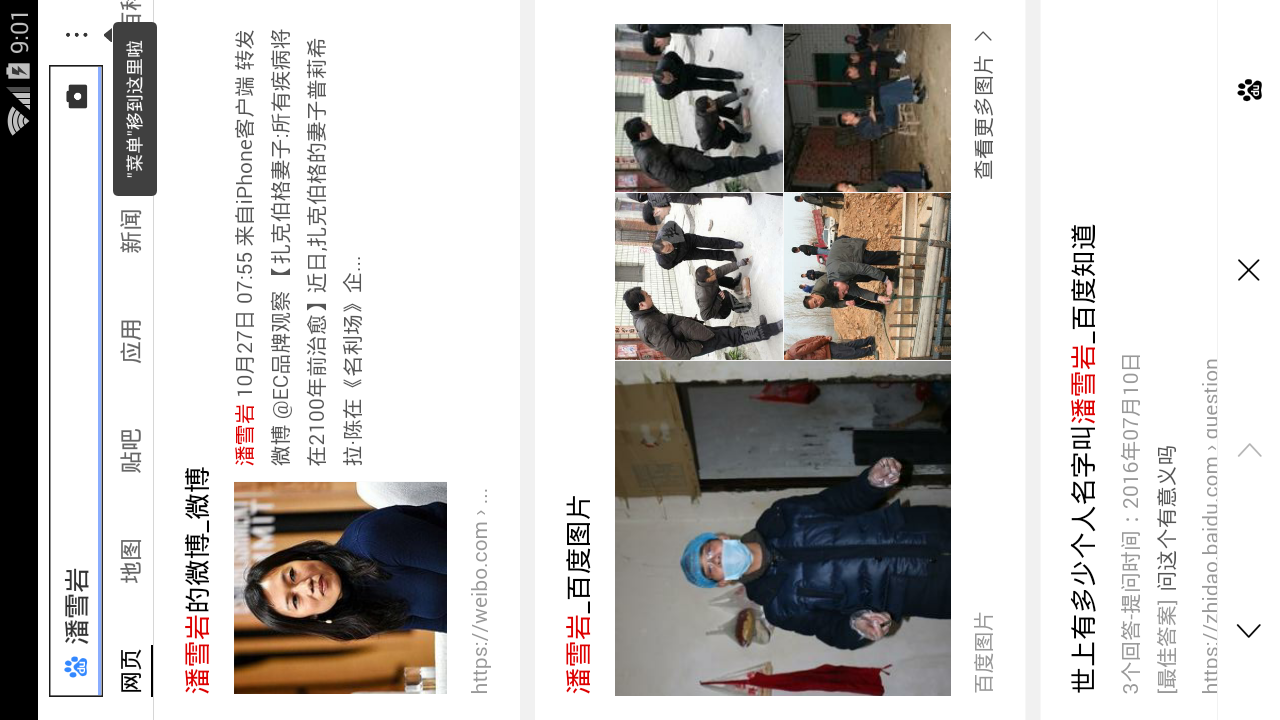 9:01
潘雪岩
网页 地图 贴吧 应用 新闻
"菜单"移到这里啦
潘雪岩的微博_微博
潘雪岩 10月27日 07:55 来自iPhone客户端 转发
微博 @EC品牌观察 【扎克伯格妻子:所有疾病将
在2100年前治愈】近日,扎克伯格的妻子普莉希
拉·陈在《名利场》企...
https://weibo.com › ...
潘雪岩_百度图片
百度图片
查看更多图片
世上有多少个人名字叫潘雪岩_百度知道
3个回答-提问时间：2016年07月10日
[最佳答案] 问这个有意义吗
https://zhidao.baidu.com › question